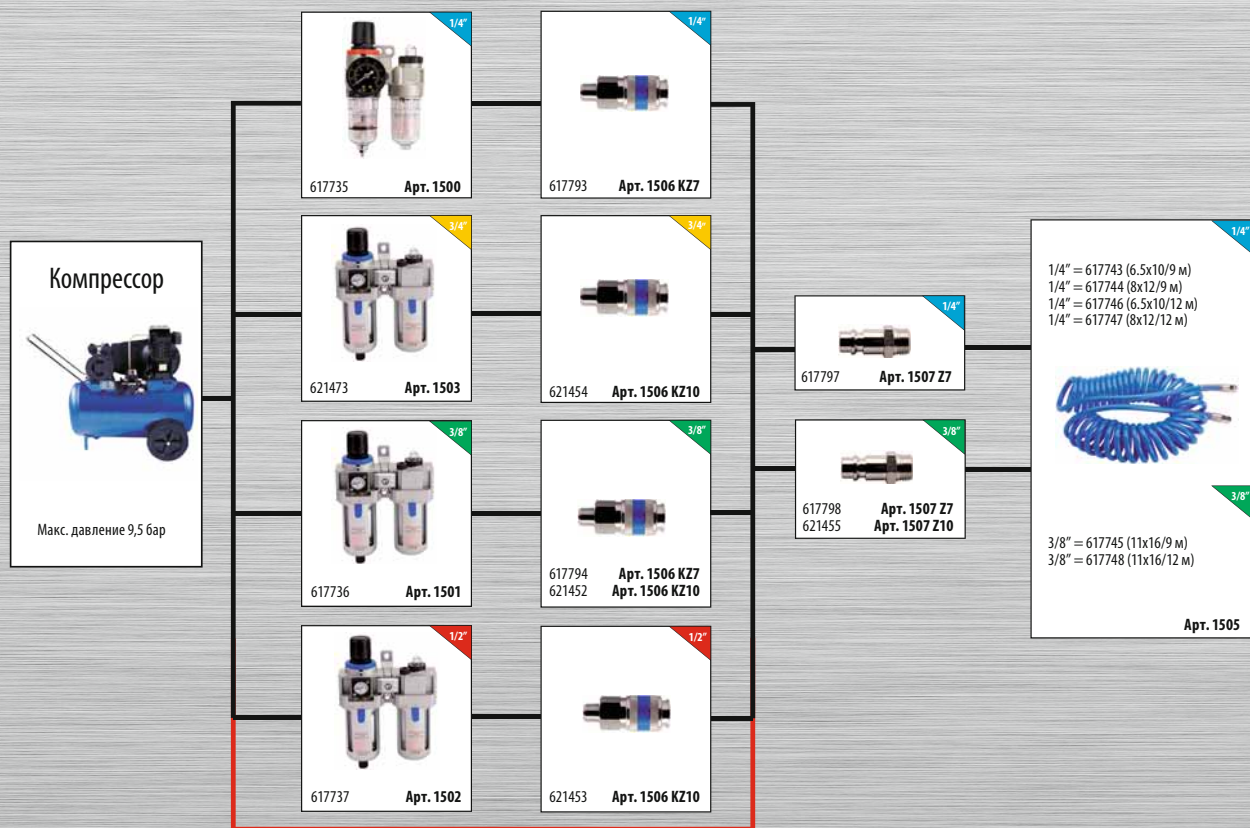 Компрессор
Макс. давление 9,5 бар
1/4″
617735 Арт. 1500
1/4″
617793 Арт. 1506 KZ7
3/4″
621473 Арт. 1503
3/4″
621454 Арт. 1506 KZ10
3/8″
617736 Арт. 1501
3/8″
617794 Арт. 1506 KZ7
621452 Арт. 1506 KZ10
1/2″
617737 Арт. 1502
1/2″
621453 Арт. 1506 KZ10
1/4″
617797 Арт. 1507 Z7
3/8″
617798 Арт. 1507 Z7
621455 Арт. 1507 Z10
1/4″
1/4″ = 617743 (6.5x10/9 м)
1/4″ = 617744 (8x12/9 м)
1/4″ = 617746 (6.5x10/12 м)
1/4″ = 617747 (8x12/12 м)
3/8″
3/8″ = 617745 (11x16/9 м)
3/8″ = 617748 (11x16/12 м)
Арт. 1505